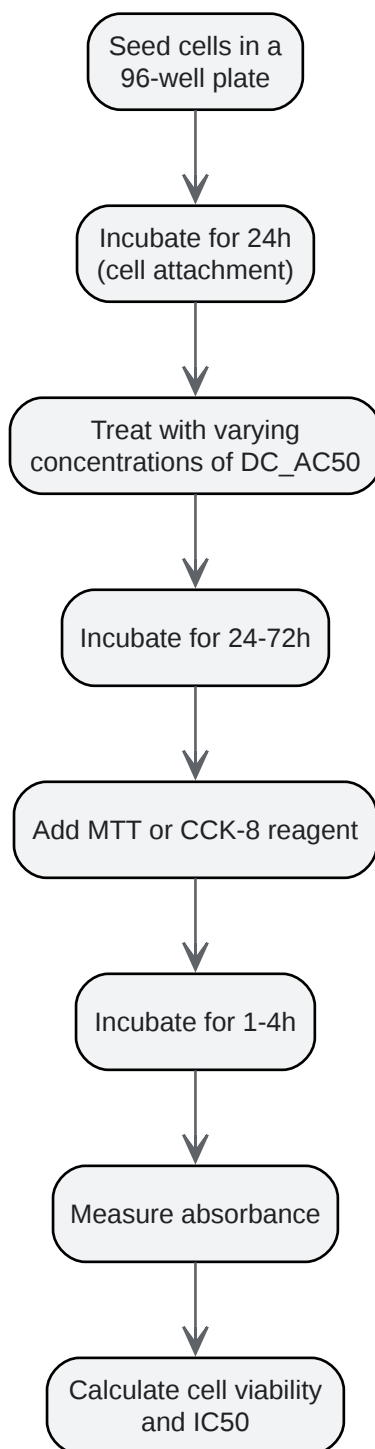 Seed cells in a
96-well plate
Incubate for 24h
(cell attachment)
Treat with varying
concentrations of DC_AC50
Incubate for 24-72h
Add MTT or CCK-8 reagent
Incubate for 1-4h
Measure absorbance
Calculate cell viability
and IC50